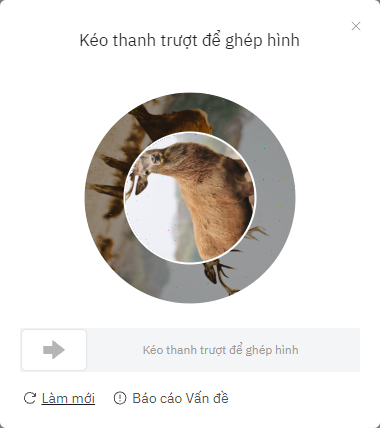 Kéo thanh trượt để ghép hình
Kéo thanh trượt để ghép hình
Làm mới
Báo cáo Vấn đề